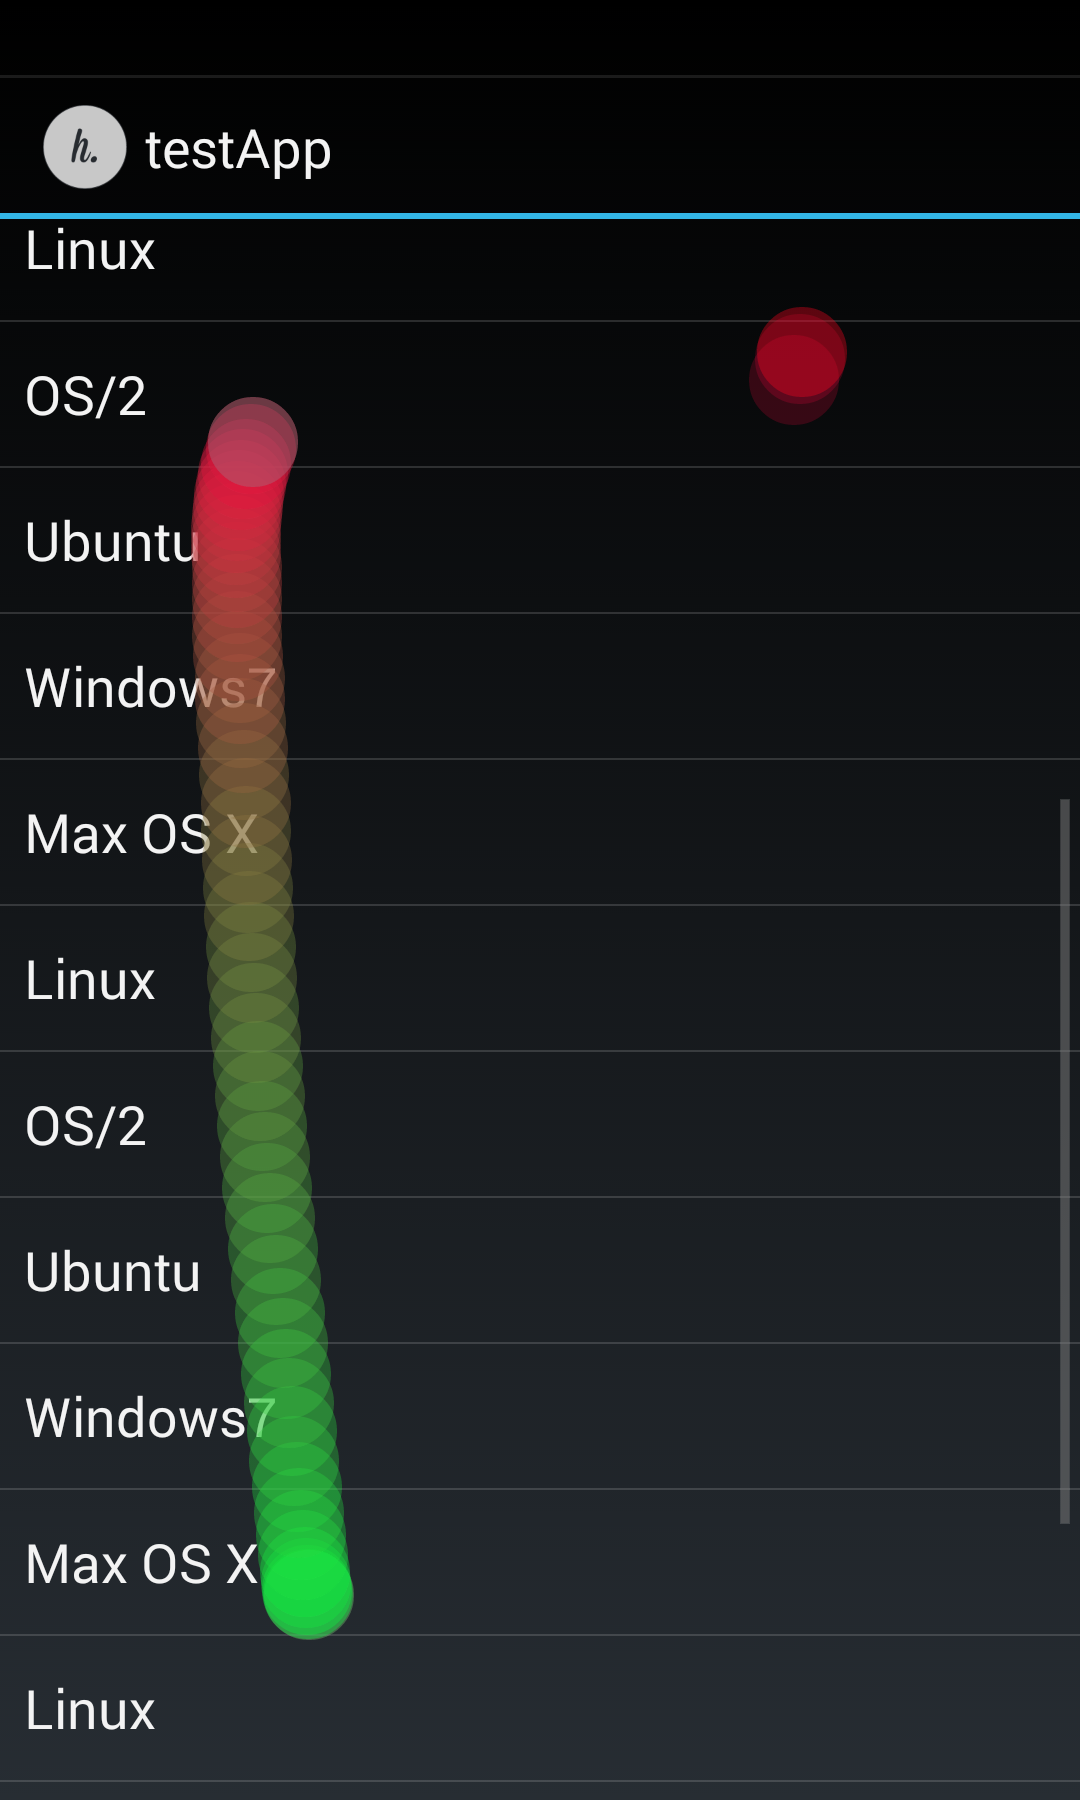 h. testApp
Linux
OS/2
Ubuntu
Windows7
Max OS X
Linux
OS/2
Ubuntu
Windows7
Max OS X
Linux